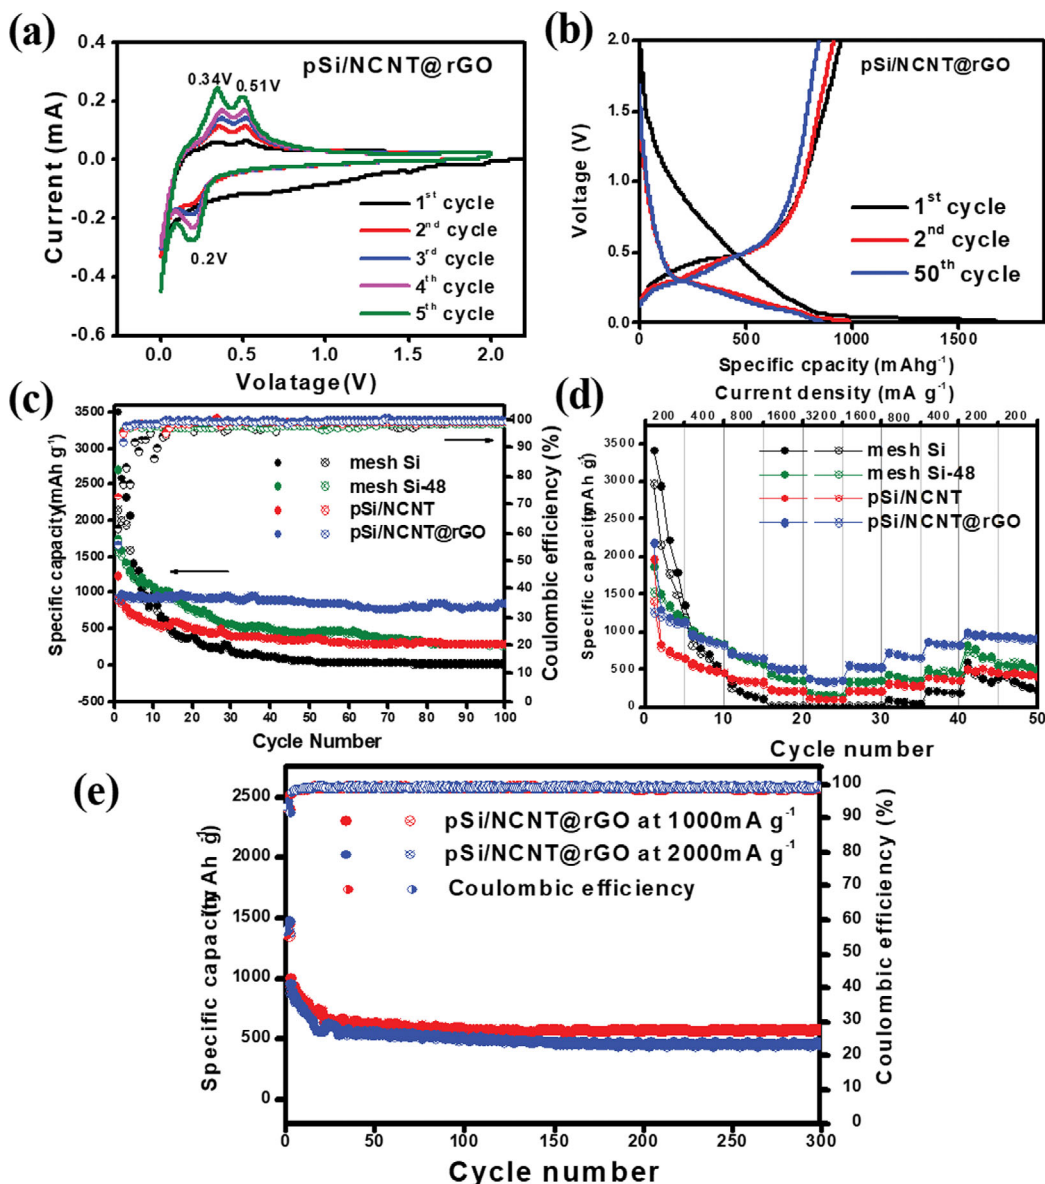 (a)
pSi/NCNT@rGO
0.34V
0.51V
0.2V
0.4
0.2
0.0
-0.2
-0.4
-0.6
Current (mA)
1st cycle
2nd cycle
3rd cycle
4th cycle
5th cycle
0.0 0.5 1.0 1.5 2.0
Volatage (V)
(b)
pSi/NCNT@rGO
2.0
1.5
1.0
0.5
0.0
Voltage (V)
1st cycle
2nd cycle
50th cycle
0 500 1000 1500
Specific cpacity (mAhg-1)
(c)
3500
3000
2500
2000
1500
1000
500
0
-500
Specific capacity (mAh g-1)
mesh Si
mesh Si-48
pSi/NCNT
pSi/NCNT@rGO
100
90
80
70
60
50
40
30
20
10
0
Coulombic efficiency (%)
0 10 20 30 40 50 60 70 80 90 100
Cycle Number
(d)
Current density (mA g-1)
200 400 800 1600 3200 1600 800 400 200 200
3500
3000
2500
2000
1500
1000
500
0
Specific capacity (mAh g-1)
mesh Si
mesh Si-48
pSi/NCNT
pSi/NCNT@rGO
0 10 20 30 40 50
Cycle number
(e)
2500
2000
1500
1000
500
0
Specific capacity (mAh g-1)
pSi/NCNT@rGO at 1000mA g-1
pSi/NCNT@rGO at 2000mA g-1
Coulombic efficiency
100
90
80
70
60
50
40
30
20
10
0
Coulombic efficiency (%)
0 50 100 150 200 250 300
Cycle number